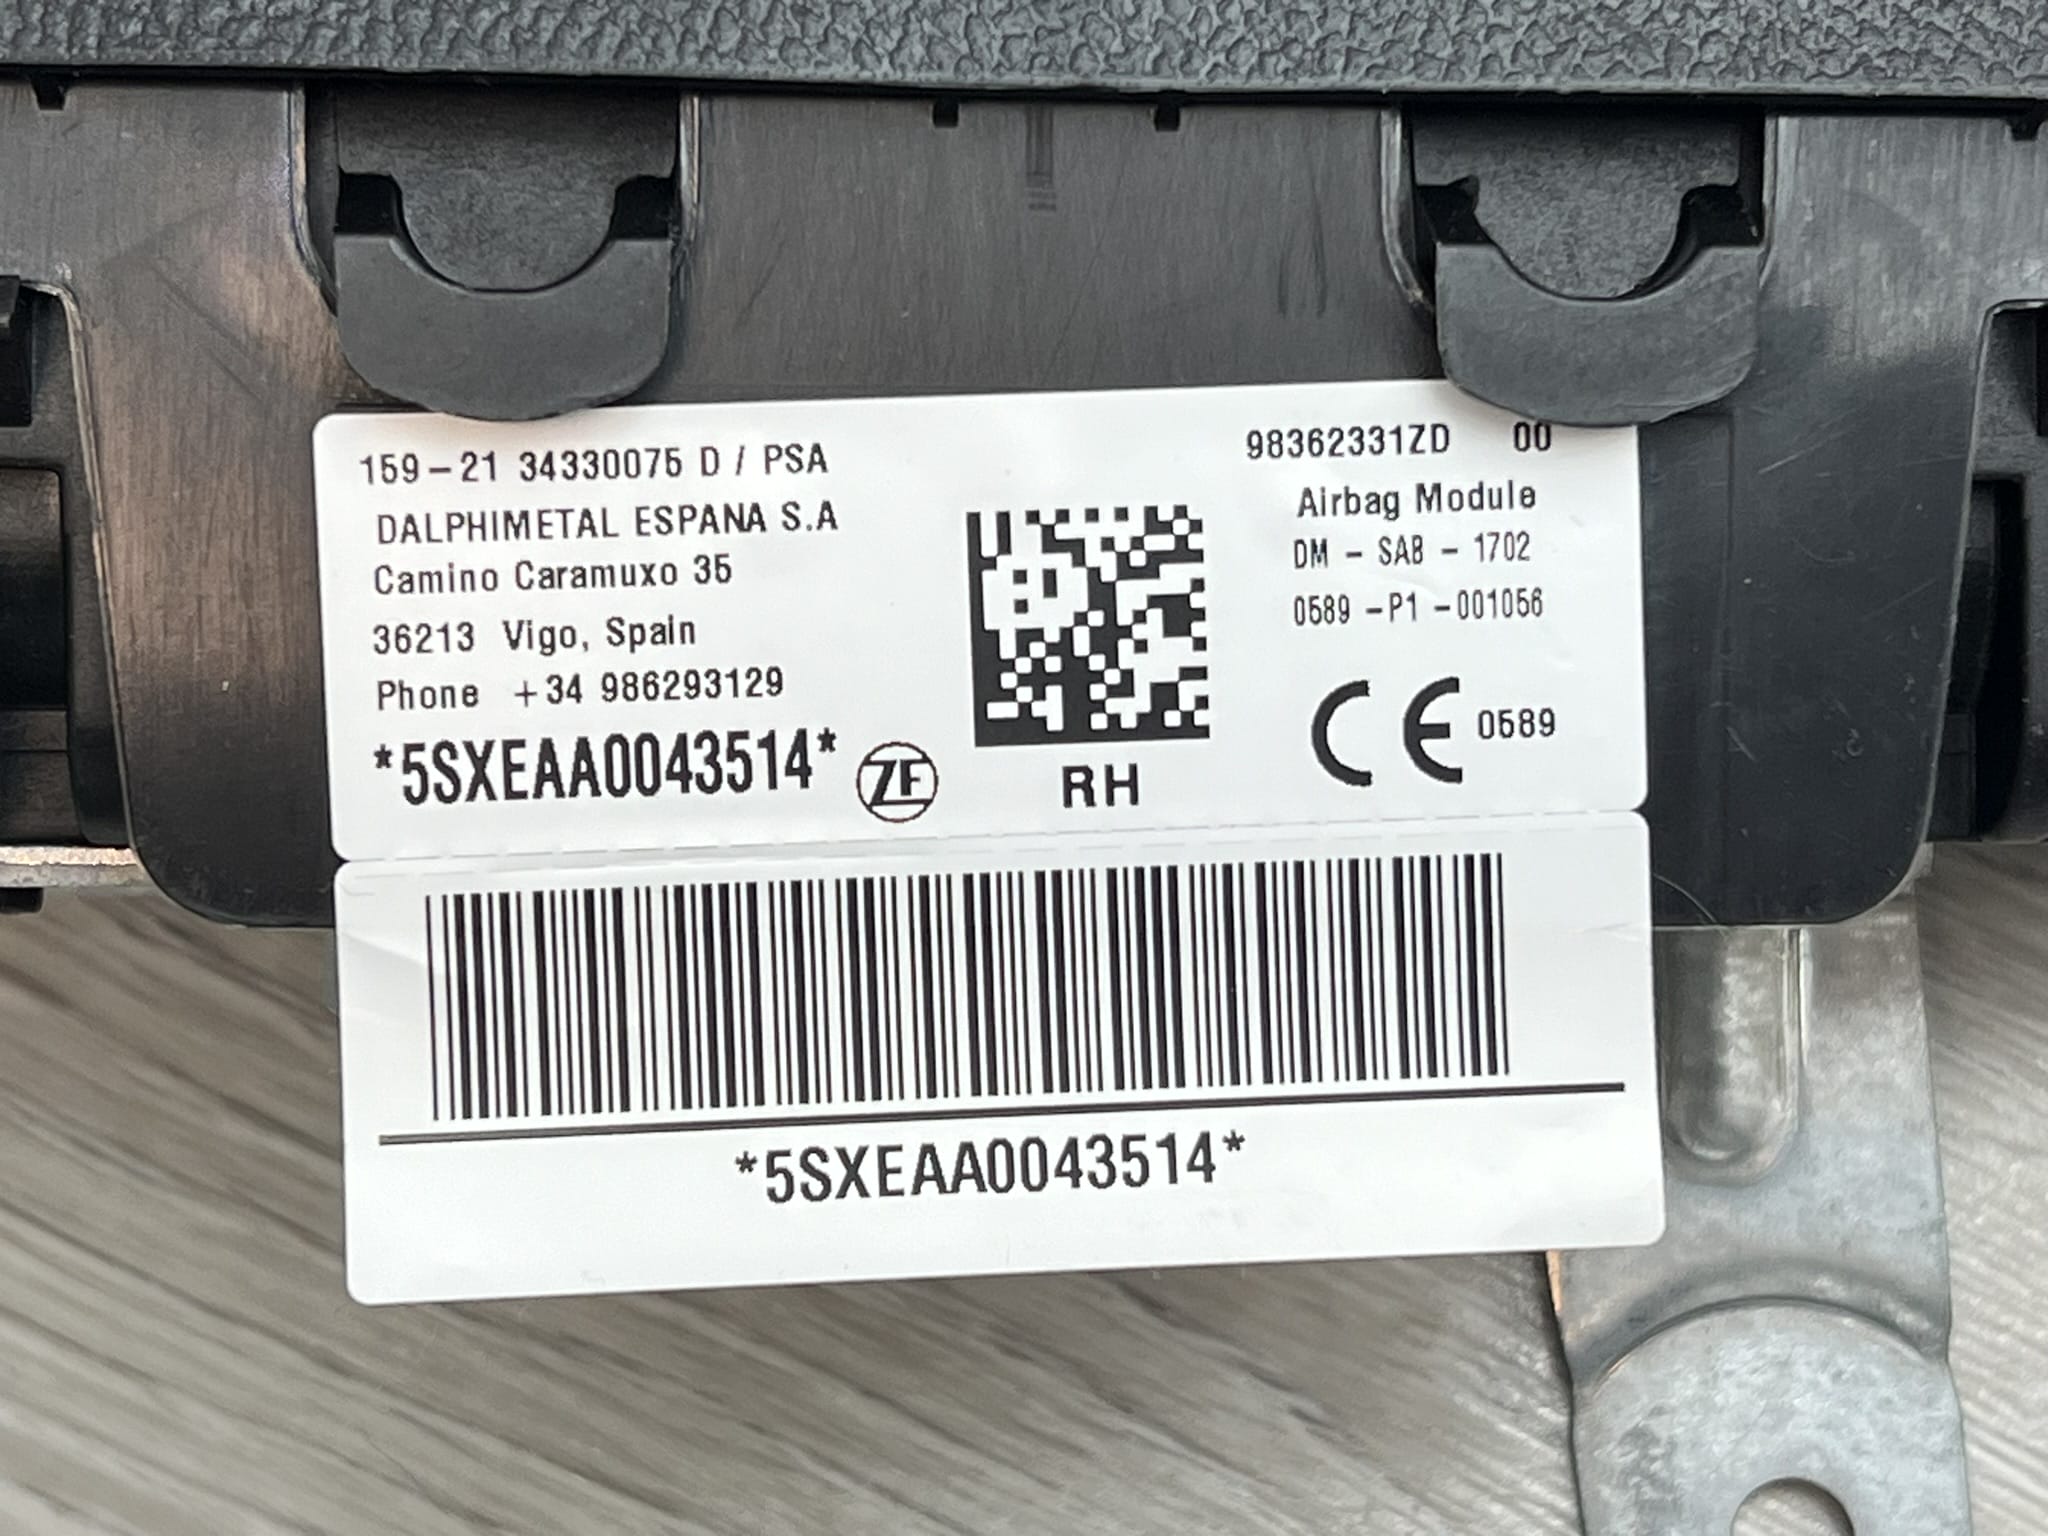 159-21 34330075 D / PSA
DALPHIMETAL ESPANA S.A
Camino Caramuxo 35
36213 Vigo, Spain
Phone +34 986293129
*5SXEAA0043514*
ZF
RH
98362331ZD 00
Airbag Module
DM - SAB - 1702
0589 -P1 -001056
CE 0589
*5SXEAA0043514*